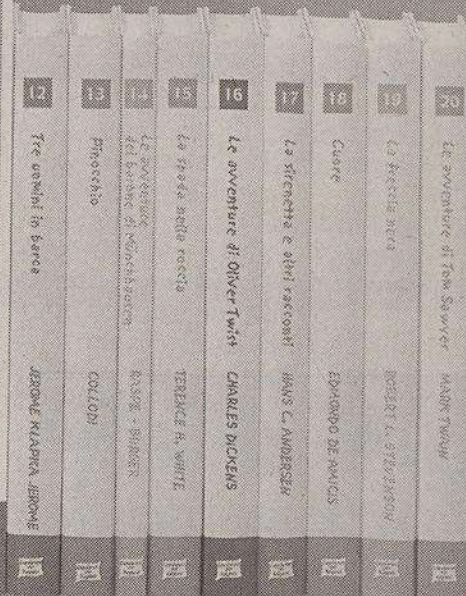 12
Tre uomini in barca
JEROME KLAPKA JEROME
13
Pinocchio
COLLODI
14
Le avventure
del barone di Münchhausen
RASPE - BÜRGER
15
La spada nella roccia
TERENCE H. WHITE
16
Le avventure di Oliver Twist
CHARLES DICKENS
17
La sirenetta e altri racconti
HANS C. ANDERSEN
18
Cuore
EDMONDO DE AMICIS
19
La freccia nera
ROBERT L. STEVENSON
20
Le avventure di Tom Sawyer
MARK TWAIN